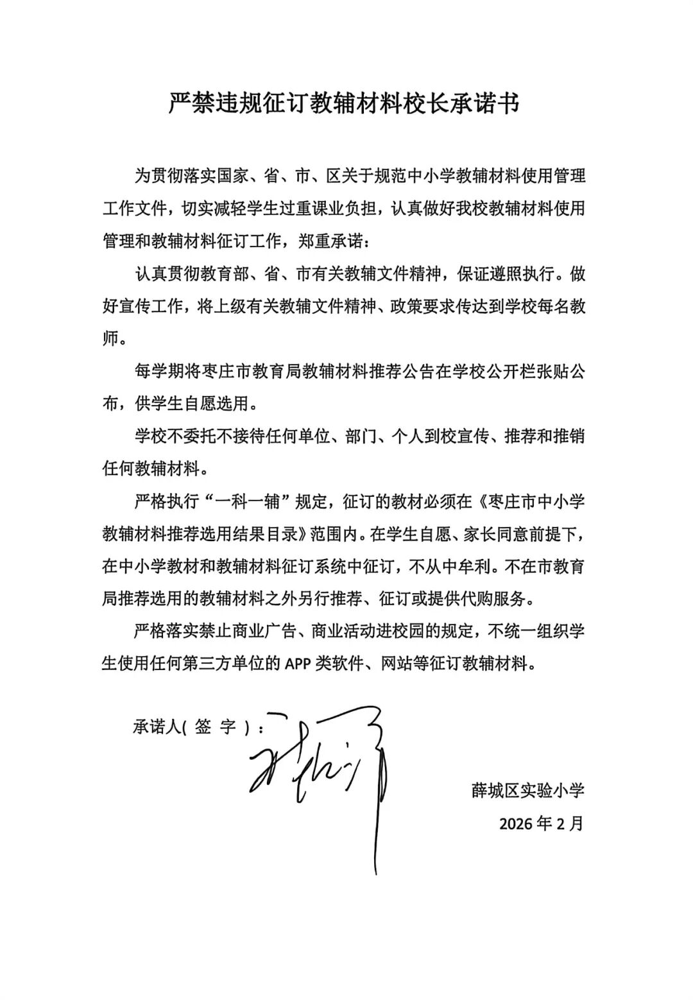 严禁违规征订教辅材料校长承诺书
为贯彻落实国家、省、市、区关于规范中小学教辅材料使用管理
工作文件，切实减轻学生过重课业负担，认真做好我校教辅材料使用
管理和教辅材料征订工作，郑重承诺：
认真贯彻教育部、省、市有关教辅文件精神，保证遵照执行。做
好宣传工作，将上级有关教辅文件精神、政策要求传达到学校每名教
师。
每学期将枣庄市教育局教辅材料推荐公告在学校公开栏张贴公
布，供学生自愿选用。
学校不委托不接待任何单位、部门、个人到校宣传、推荐和推销
任何教辅材料。
严格执行“一科一辅”规定，征订的教材必须在《枣庄市中小学
教辅材料推荐选用结果目录》范围内。在学生自愿、家长同意前提下，
在中小学教材和教辅材料征订系统中征订，不从中牟利。不在市教育
局推荐选用的教辅材料之外另行推荐、征订或提供代购服务。
严格落实禁止商业广告、商业活动进校园的规定，不统一组织学
生使用任何第三方单位的 APP 类软件、网站等征订教辅材料。
承诺人( 签 字 )：
薛城区实验小学
2026 年 2 月